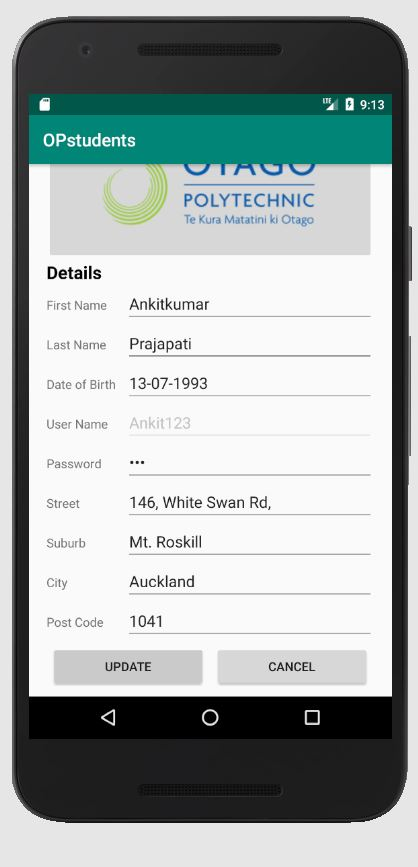 LTE 9:13
OPstudents
OTAGO
POLYTECHNIC
Te Kura Matatini ki Otago
Details
First Name Ankitkumar
Last Name Prajapati
Date of Birth 13-07-1993
User Name Ankit123
Password •••
Street 146, White Swan Rd,
Suburb Mt. Roskill
City Auckland
Post Code 1041
UPDATE CANCEL